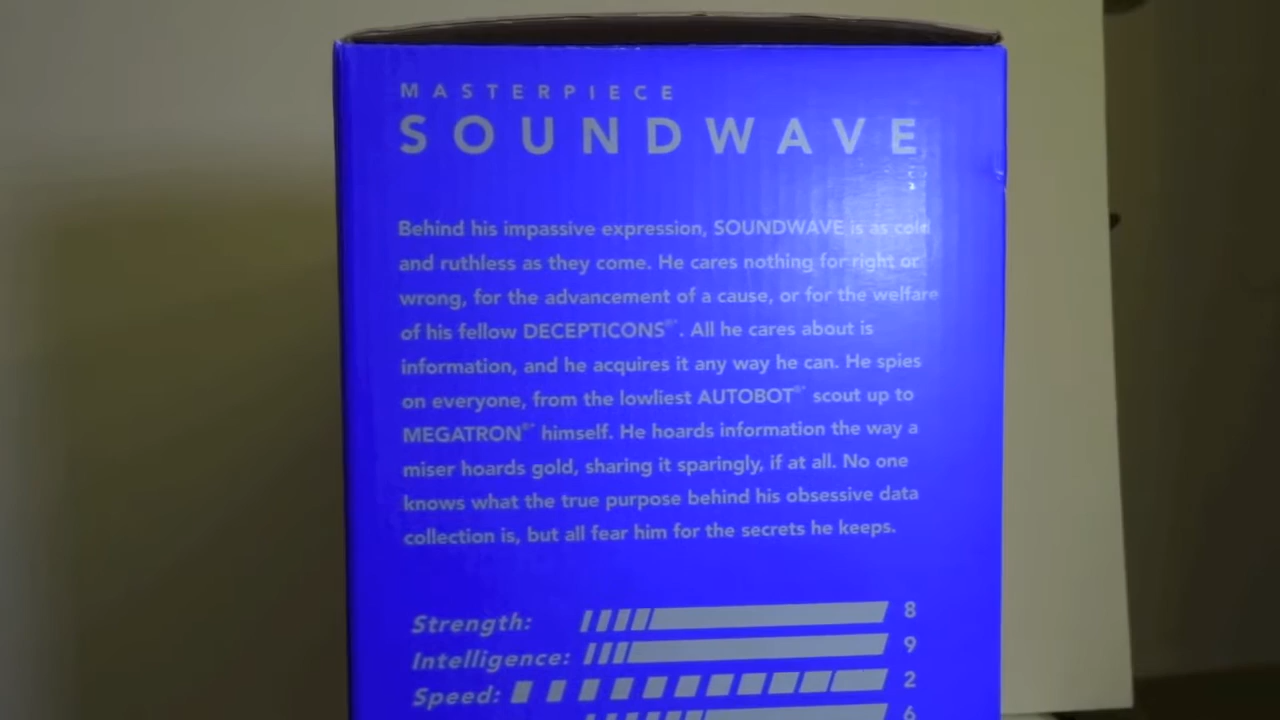 MASTERPIECE
SOUNDWAVE
Behind his impassive expression, SOUNDWAVE is as cold
and ruthless as they come. He cares nothing for right or
wrong, for the advancement of a cause, or for the welfare
of his fellow DECEPTICONS®*. All he cares about is
information, and he acquires it any way he can. He spies
on everyone, from the lowliest AUTOBOT®* scout up to
MEGATRON®* himself. He hoards information the way a
miser hoards gold, sharing it sparingly, if at all. No one
knows what the true purpose behind his obsessive data
collection is, but all fear him for the secrets he keeps.
Strength: 8
Intelligence: 9
Speed: 2
6